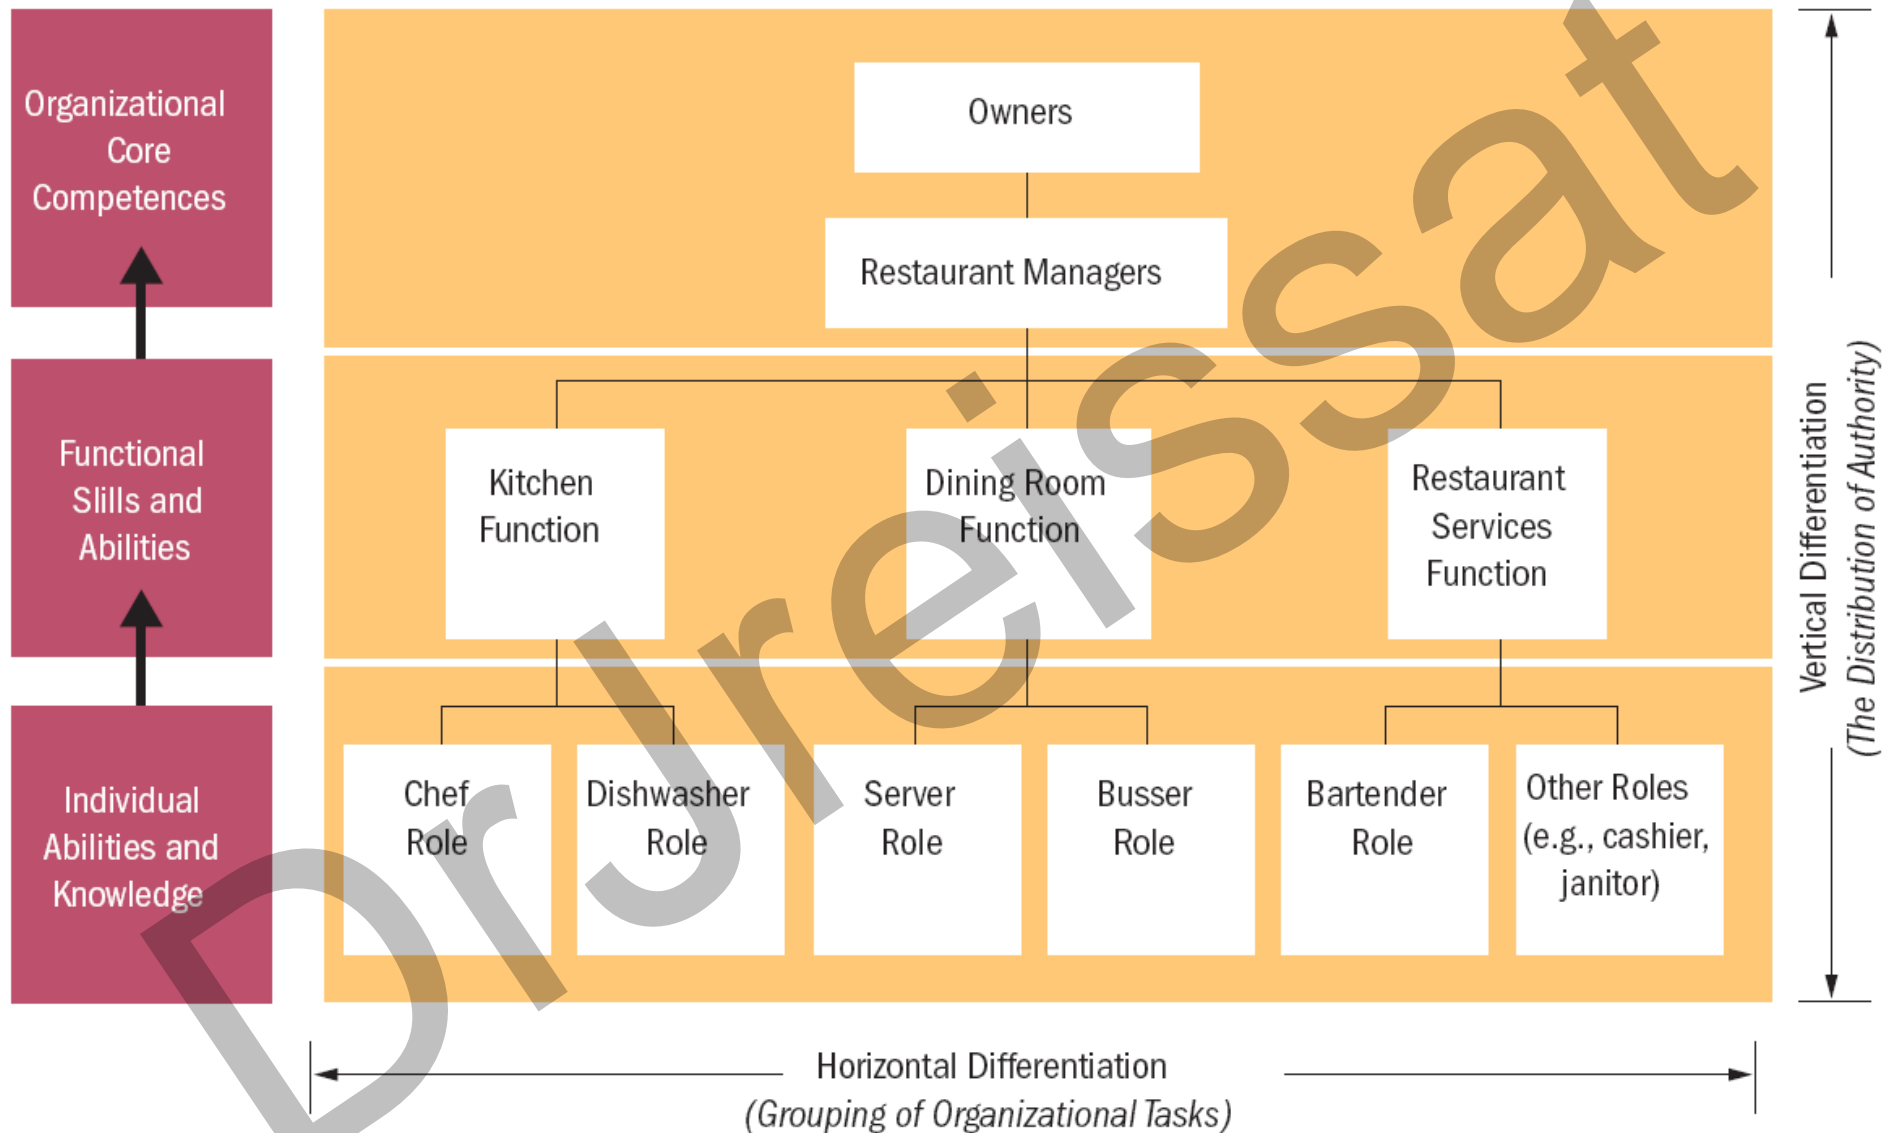 Organizational
Core
Competences
Owners
Restaurant Managers
Functional
Slills and
Abilities
Kitchen
Function
Dining Room
Function
Restaurant
Services
Function
Individual
Abilities and
Knowledge
Chef
Role
Dishwasher
Role
Server
Role
Busser
Role
Bartender
Role
Other Roles
(e.g., cashier,
janitor)
Vertical Differentiation
(The Distribution of Authority)
Horizontal Differentiation
(Grouping of Organizational Tasks)
DrJreissat